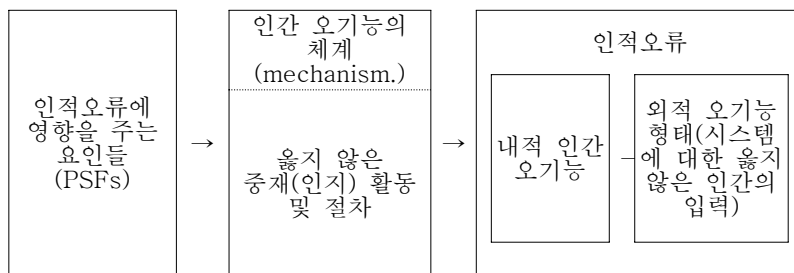 인적오류에
영향을 주는
요인들
(PSFs)
→
인간 오기능의
체계
(mechanism.)
옳지 않은
중재(인지) 활동
및 절차
→
인적오류
내적 인간
오기능
외적 오기능
형태(시스템
에 대한 옳지
않은 인간의
입력)